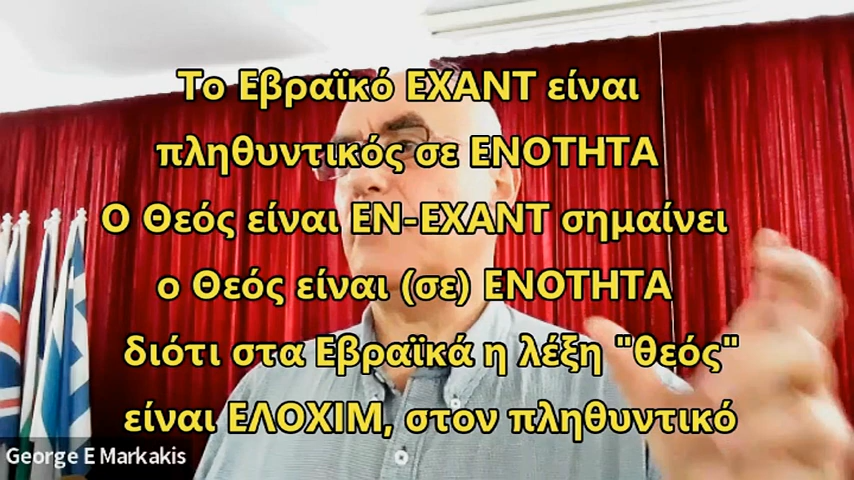 Το Εβραϊκό ΕΧΑΝΤ είναι
πληθυντικός σε ΕΝΟΤΗΤΑ
Ο Θεός είναι ΕΝ-ΕΧΑΝΤ σημαίνει
ο Θεός είναι (σε) ΕΝΟΤΗΤΑ
διότι στα Εβραϊκά η λέξη "θεός"
είναι ΕΛΟΧΙΜ, στον πληθυντικό
George E Markakis